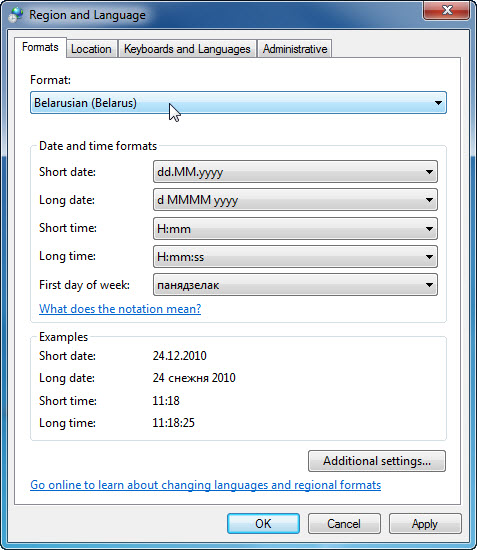 Region and Language
Formats Location Keyboards and Languages Administrative
Format:
Belarusian (Belarus)
Date and time formats
Short date: dd.MM.yyyy
Long date: d MMMM yyyy
Short time: H:mm
Long time: H:mm:ss
First day of week: панядзелак
What does the notation mean?
Examples
Short date: 24.12.2010
Long date: 24 снежня 2010
Short time: 11:18
Long time: 11:18:25
Additional settings...
Go online to learn about changing languages and regional formats
OK Cancel Apply